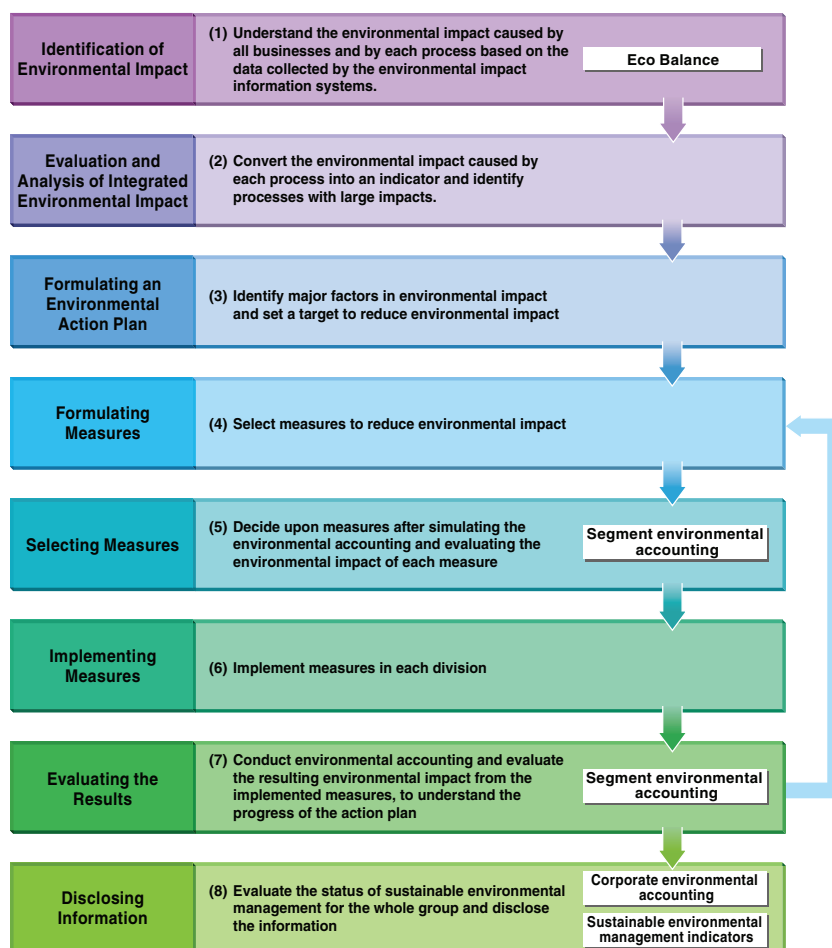 Identification of
Environmental Impact
(1) Understand the environmental impact caused by
all businesses and by each process based on the
data collected by the environmental impact
information systems.
Eco Balance
Evaluation and
Analysis of Integrated
Environmental Impact
(2) Convert the environmental impact caused by
each process into an indicator and identify
processes with large impacts.
Formulating an
Environmental
Action Plan
(3) Identify major factors in environmental impact
and set a target to reduce environmental impact
Formulating
Measures
(4) Select measures to reduce environmental impact
Selecting Measures
(5) Decide upon measures after simulating the
environmental accounting and evaluating the
environmental impact of each measure
Segment environmental
accounting
Implementing
Measures
(6) Implement measures in each division
Evaluating the
Results
(7) Conduct environmental accounting and evaluate
the resulting environmental impact from the
implemented measures, to understand the
progress of the action plan
Segment environmental
accounting
Disclosing
Information
(8) Evaluate the status of sustainable environmental
management for the whole group and disclose
the information
Corporate environmental
accounting
Sustainable environmental
management indicators